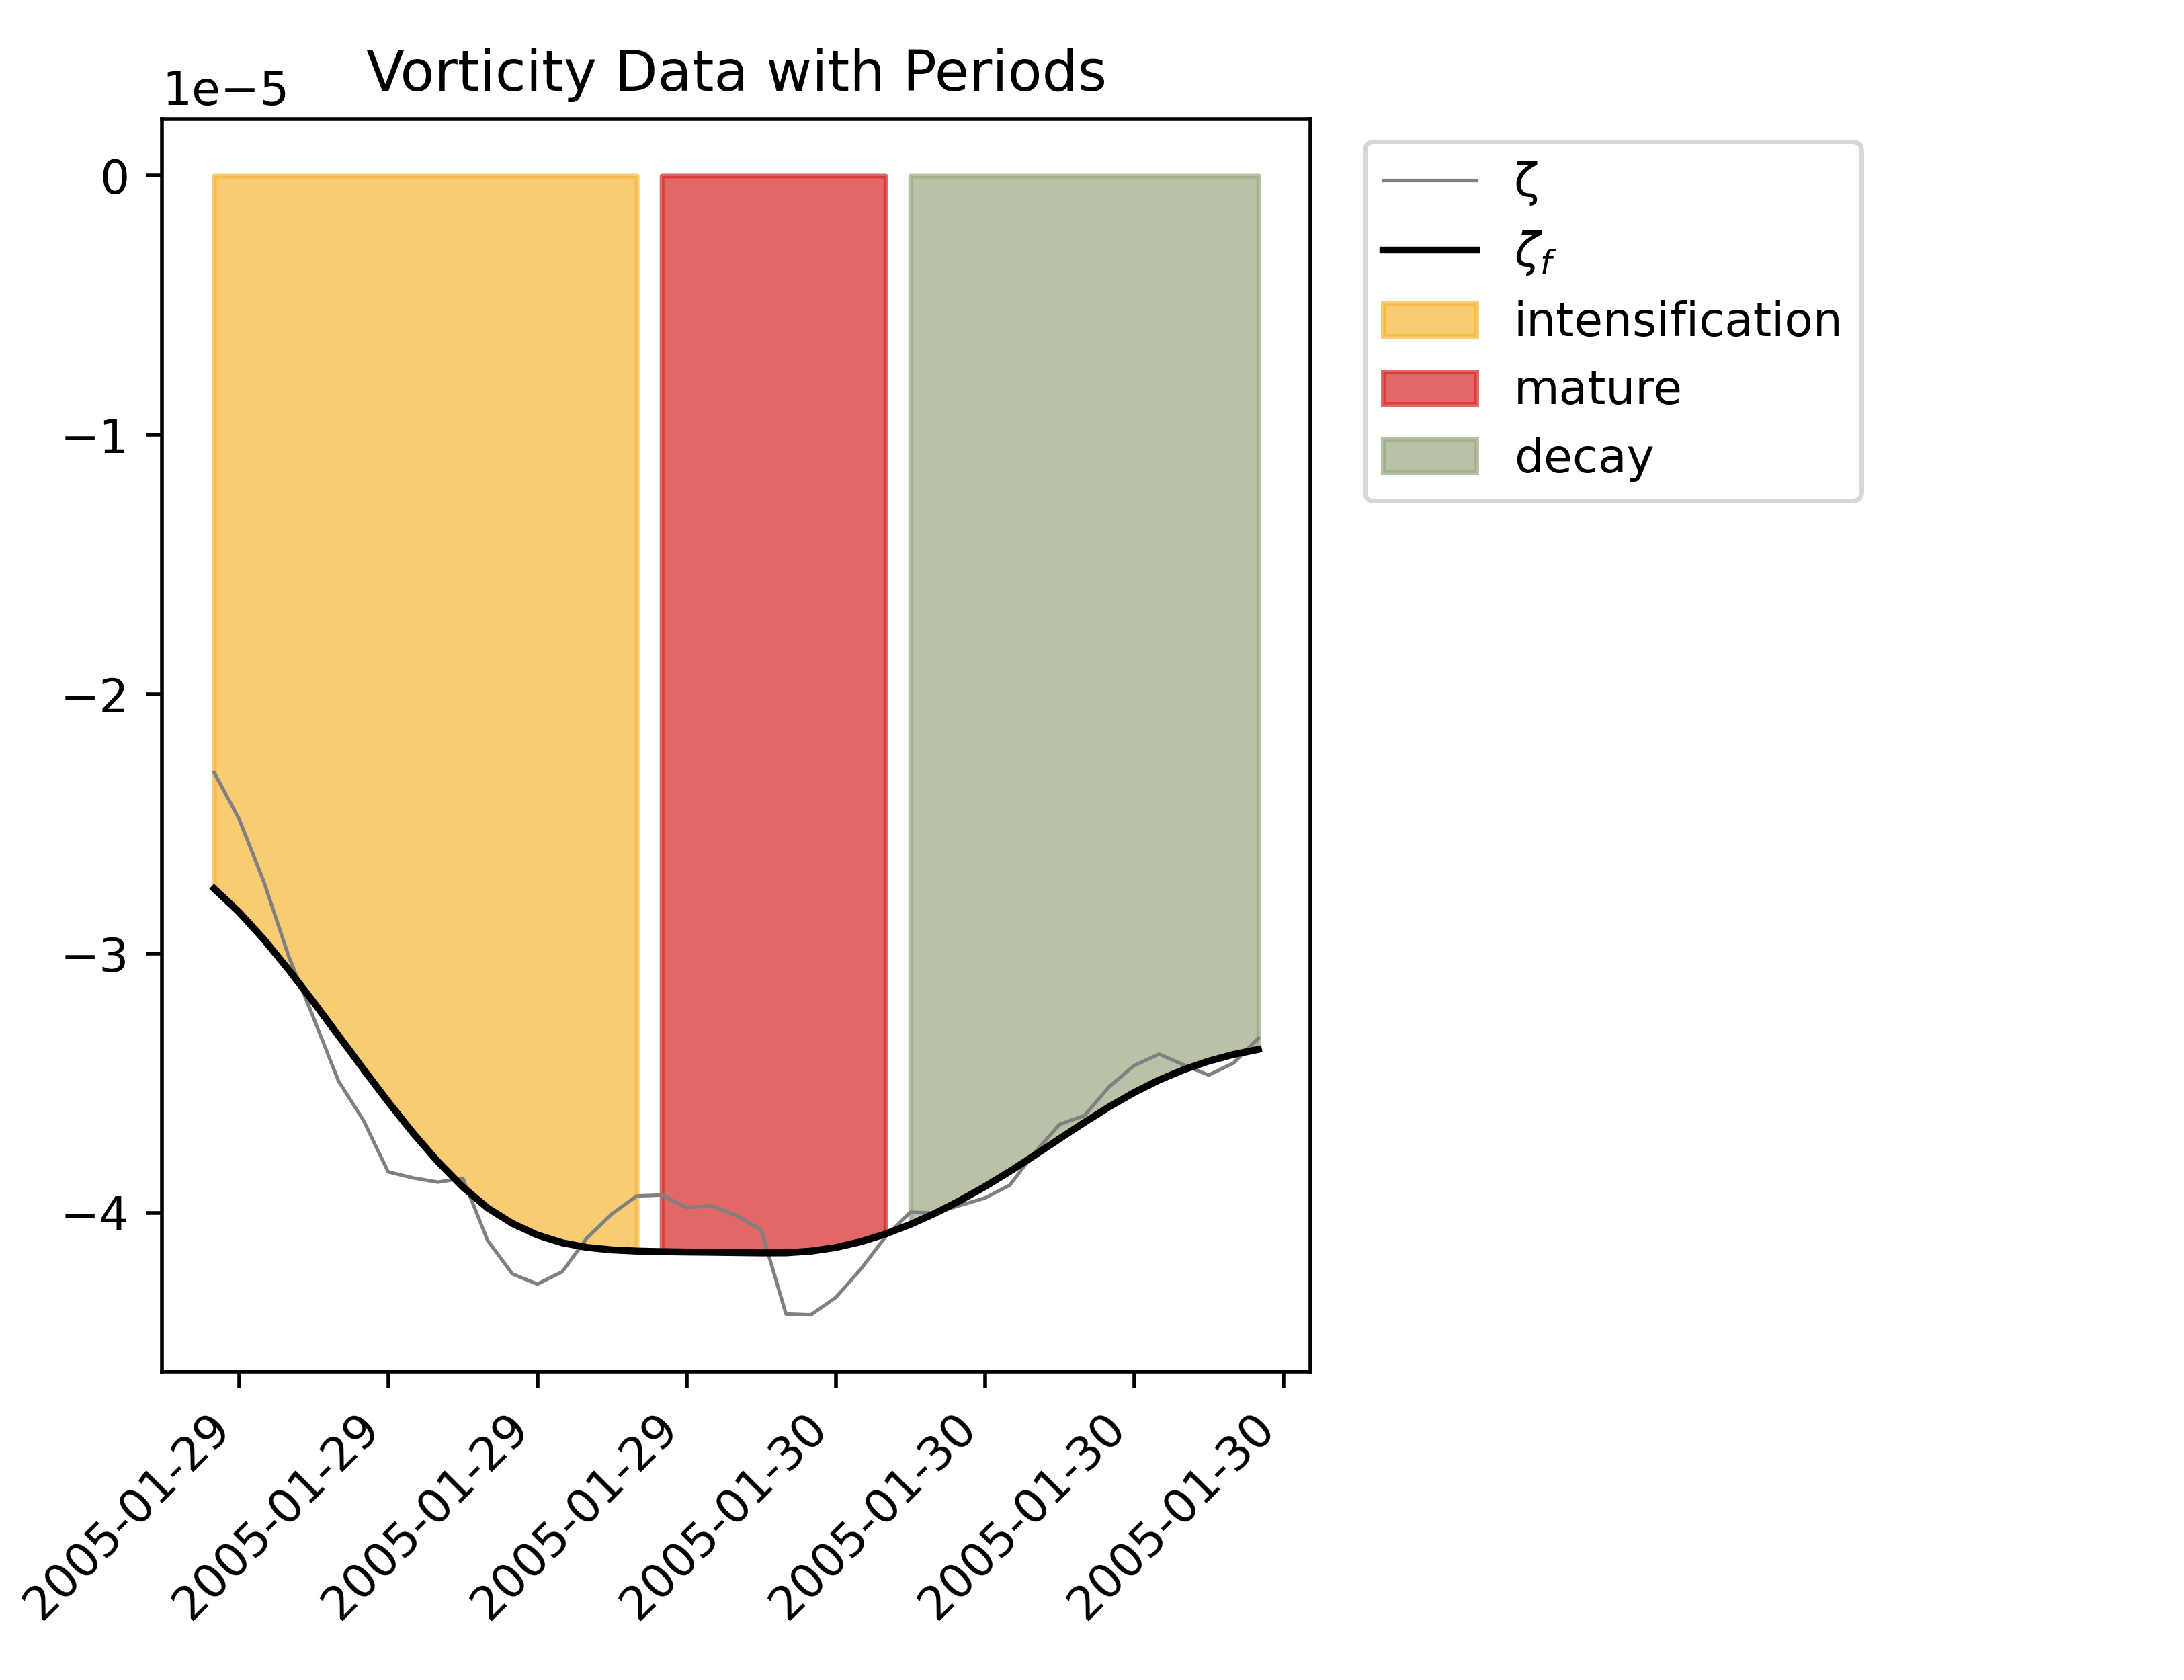 Vorticity Data with Periods
1e−5
0
−1
−2
−3
−4
2005-01-29
2005-01-29
2005-01-29
2005-01-29
2005-01-30
2005-01-30
2005-01-30
2005-01-30
ζ
ζf
intensification
mature
decay